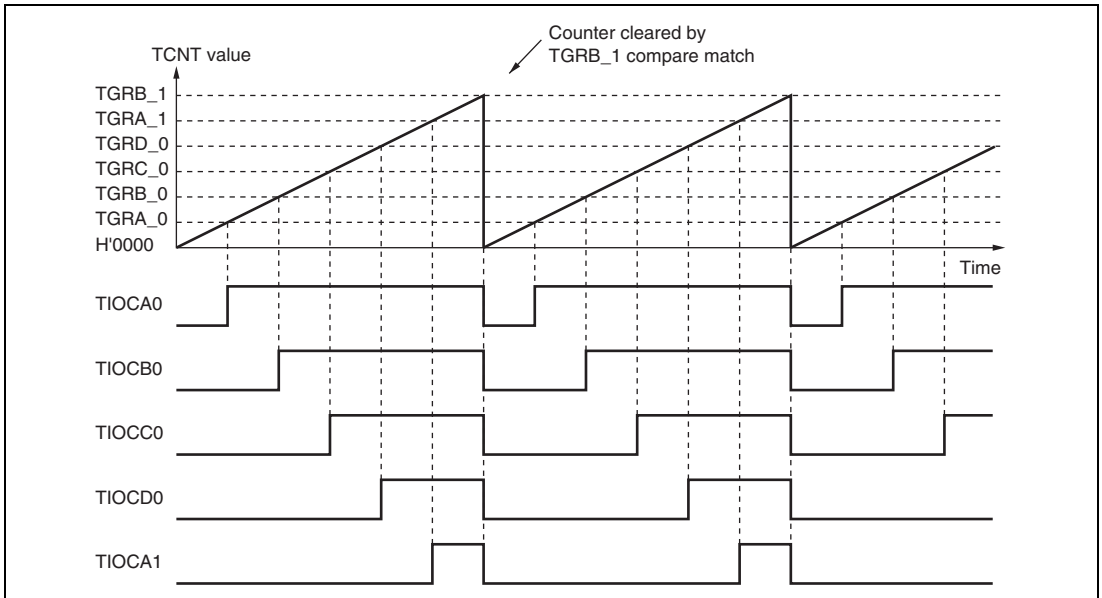 Counter cleared by
TGRB_1 compare match
TCNT value
TGRB_1
TGRA_1
TGRD_0
TGRC_0
TGRB_0
TGRA_0
H'0000
Time
TIOCA0
TIOCB0
TIOCC0
TIOCD0
TIOCA1